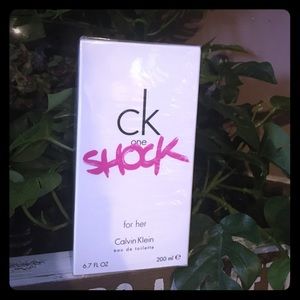 ck
one
SHOCK
for her
Calvin Klein
eau de toilette
6.7 FL OZ 200 ml e